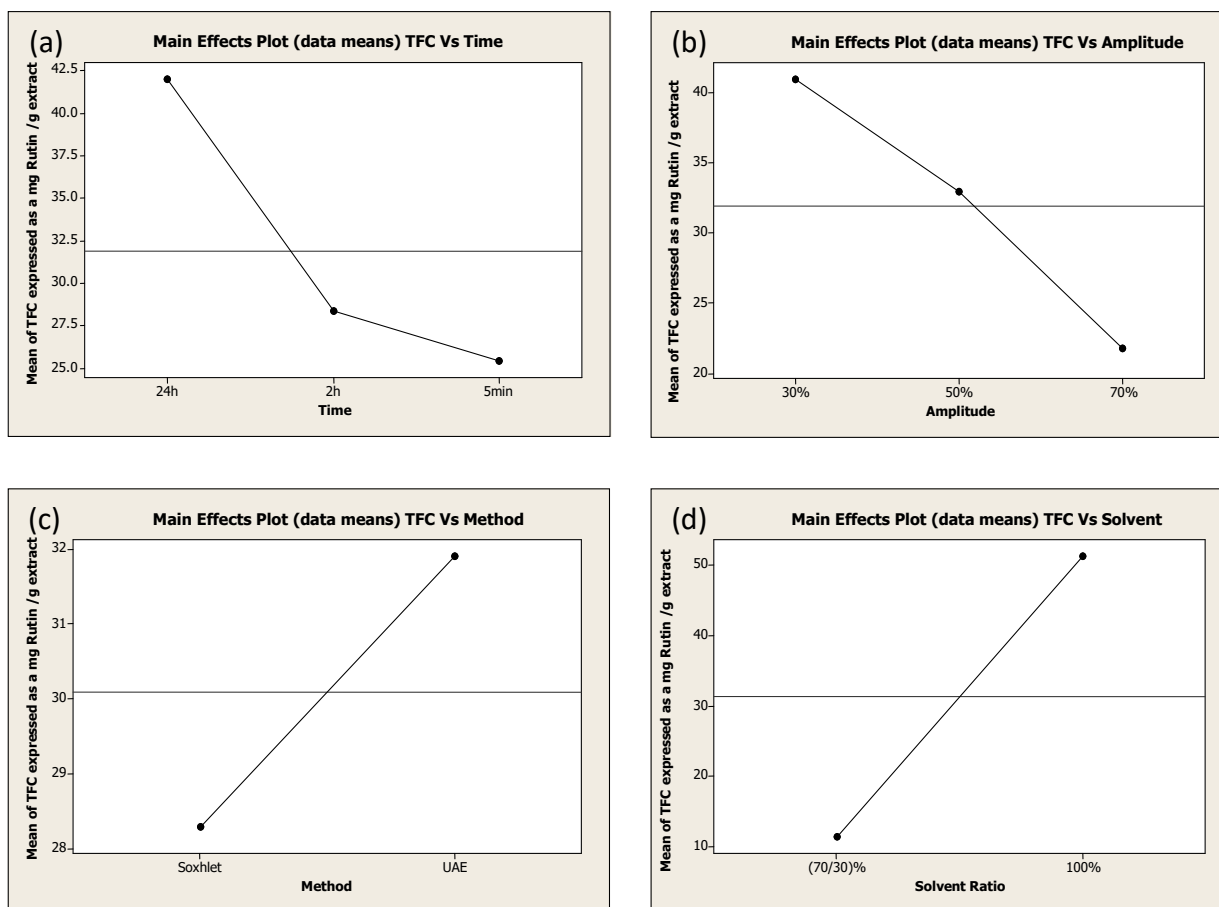 (a)
Main Effects Plot (data means) TFC Vs Time
Mean of TFC expressed as a mg Rutin /g extract
42.5
40.0
37.5
35.0
32.5
30.0
27.5
25.0
24h 2h 5min
Time
(b)
Main Effects Plot (data means) TFC Vs Amplitude
Mean of TFC expressed as a mg Rutin /g extract
40
35
30
25
20
30% 50% 70%
Amplitude
(c)
Main Effects Plot (data means) TFC Vs Method
Mean of TFC expressed as a mg Rutin /g extract
32
31
30
29
28
Soxhlet UAE
Method
(d)
Main Effects Plot (data means) TFC Vs Solvent
Mean of TFC expressed as a mg Rutin /g extract
50
40
30
20
10
(70/30)% 100%
Solvent Ratio